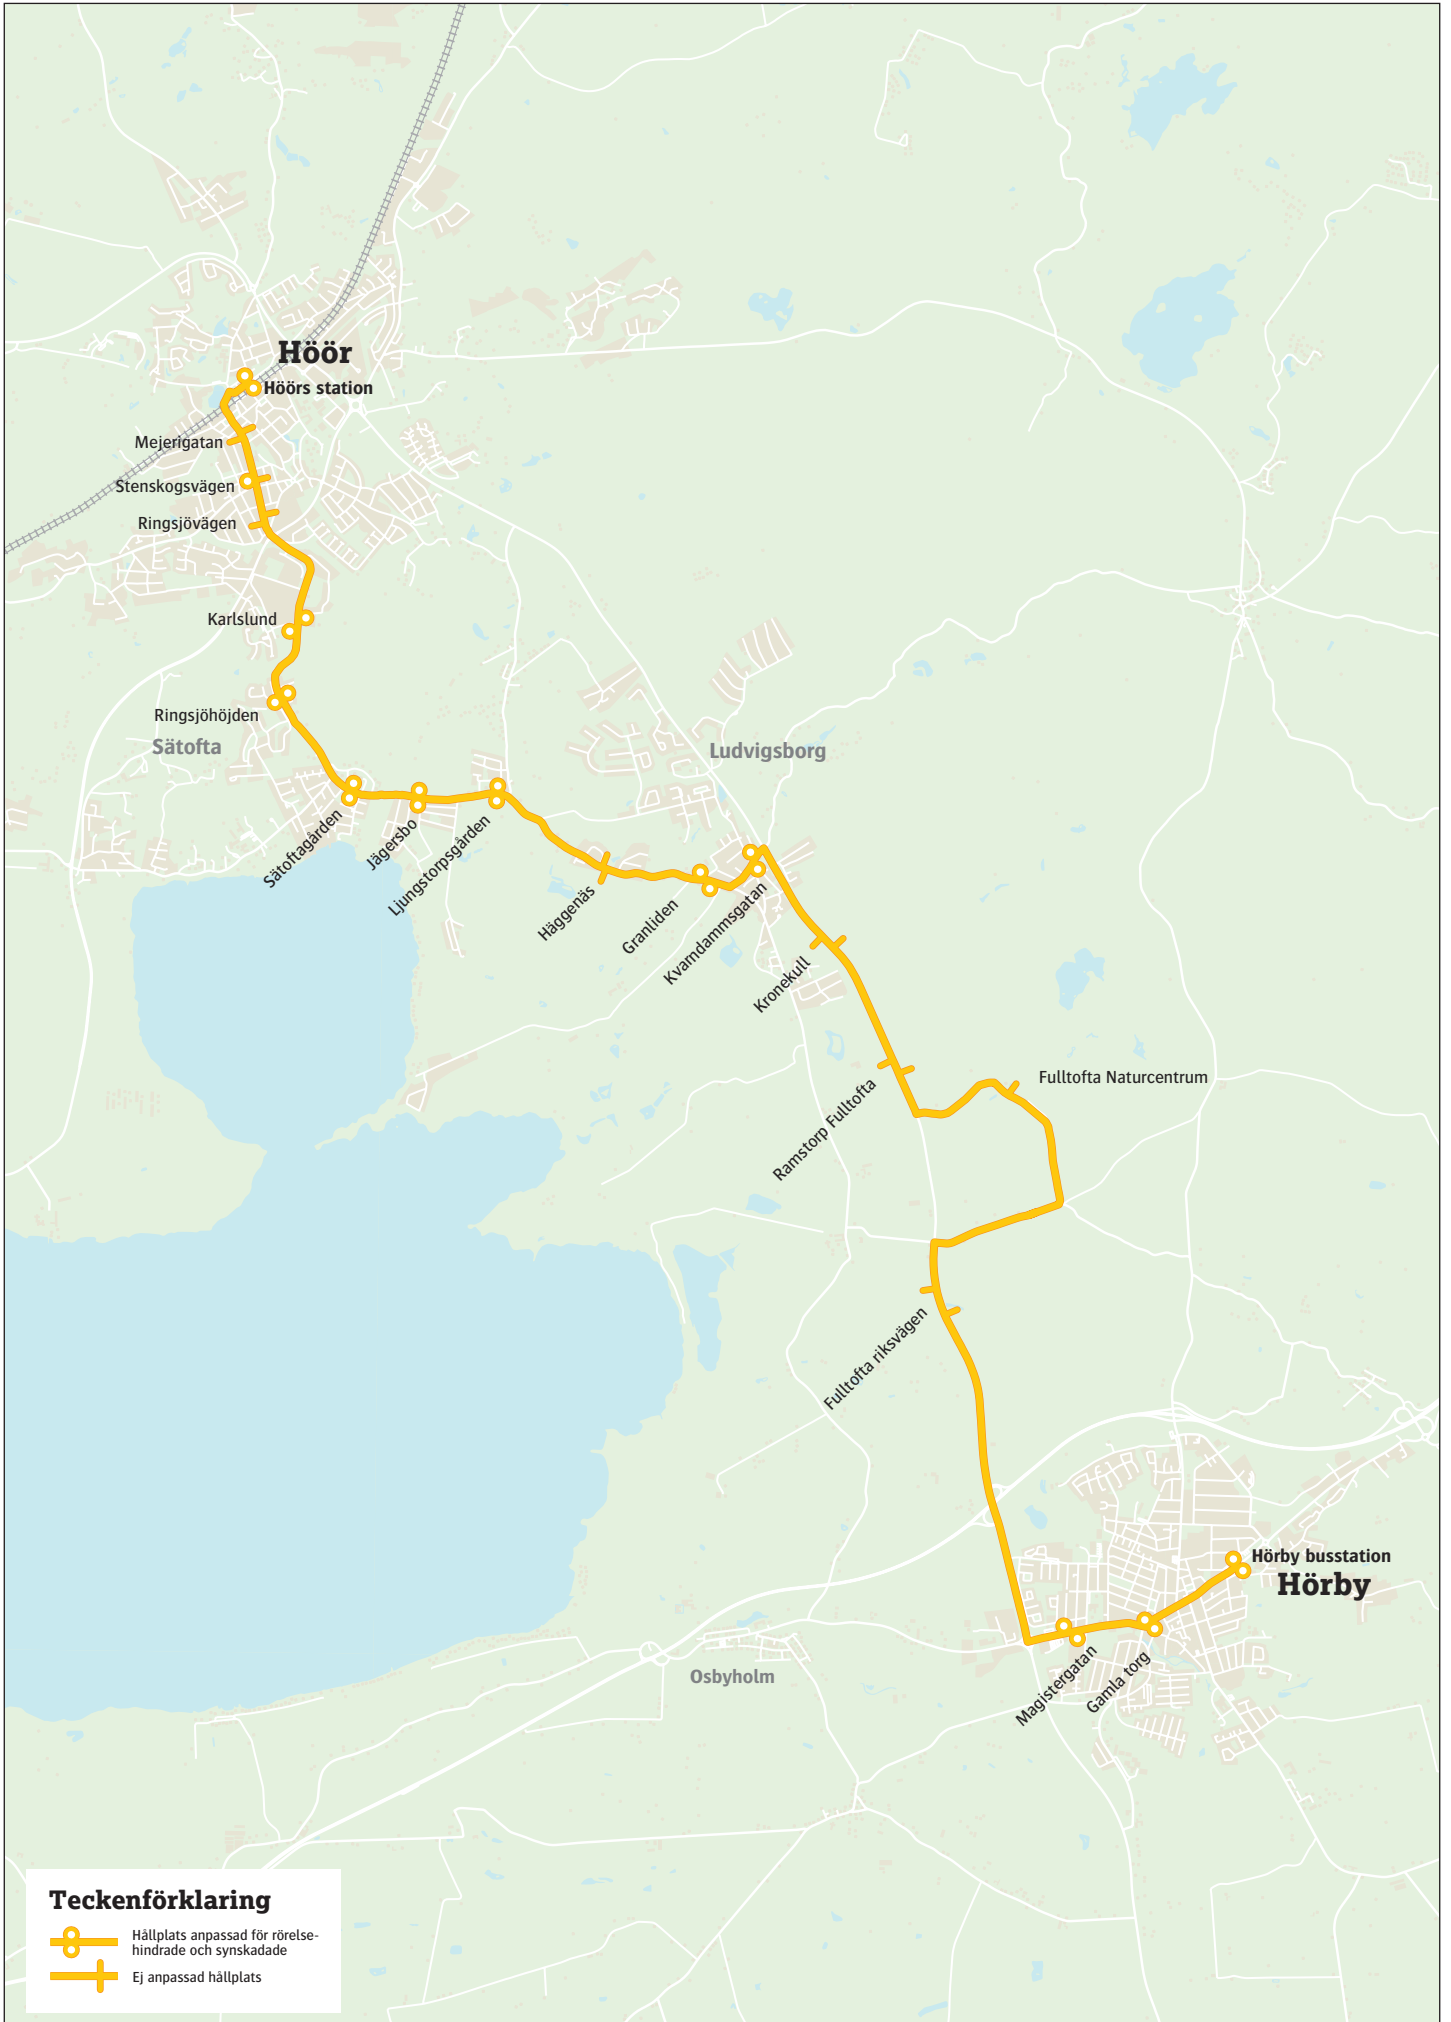 Höör
Höörs station
Mejerigatan
Stenskogsvägen
Ringsjövägen
Karlslund
Ringsjöhöjden
Sätofta
Ludvigsborg
Sätoftagården
Jägersbo
Ljungstorpsgården
Häggenäs
Granliden
Kvarndammsgatan
Kronekull
Ramstorp Fulltofta
Fulltofta Naturcentrum
Fulltofta riksvägen
Hörby busstation
Hörby
Magistergatan
Gamla torg
Osbyholm
Teckenförklaring
Hållplats anpassad för rörelse-
hindrade och synskadade
Ej anpassad hållplats